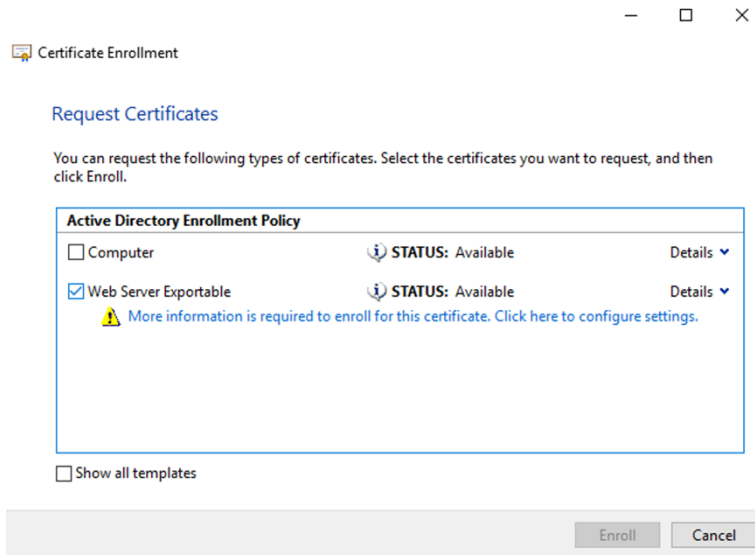 Certificate Enrollment
Request Certificates
You can request the following types of certificates. Select the certificates you want to request, and then
click Enroll.
Active Directory Enrollment Policy
Computer STATUS: Available Details
Web Server Exportable STATUS: Available Details
More information is required to enroll for this certificate. Click here to configure settings.
Show all templates
Enroll Cancel